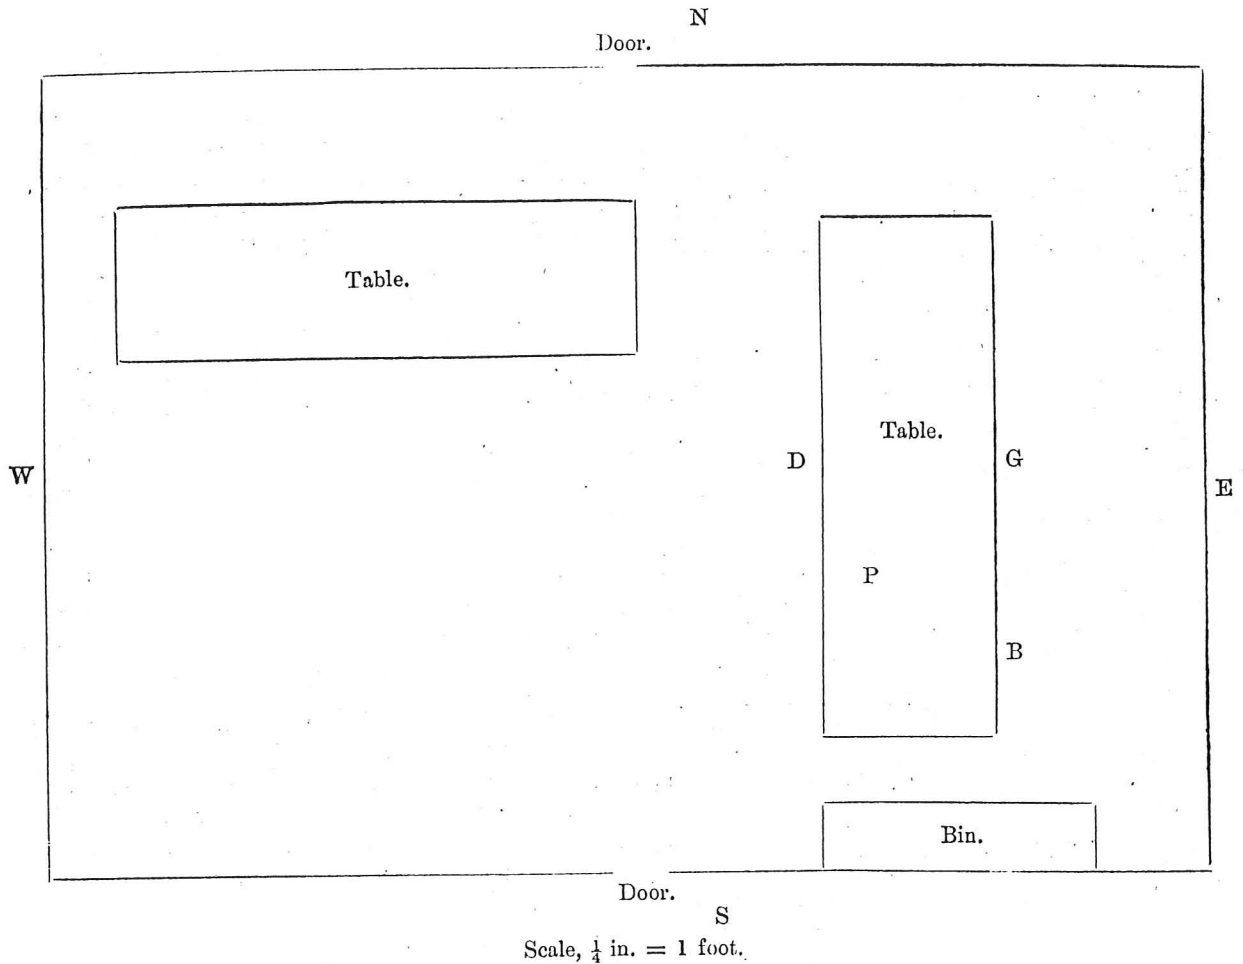 N
Door.
Table.
Table.
W
D
G
E
P
B
Bin.
Door.
S
Scale, ¼ in. = 1 foot.